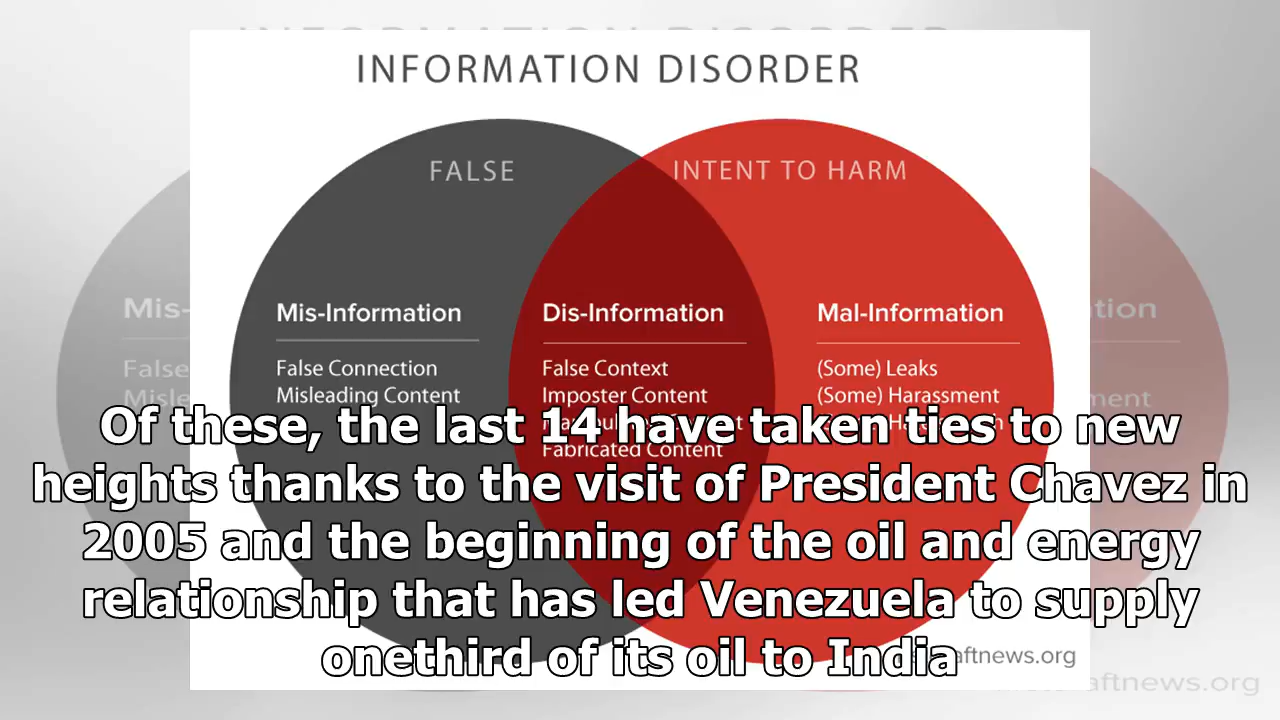 INFORMATION DISORDER
FALSE
INTENT TO HARM
Mis-Information
False Connection
Misleading Content
Dis-Information
False Context
Imposter Content
Fabricated Content
Mal-Information
(Some) Leaks
(Some) Harassment
Of these, the last 14 have taken ties to new
heights thanks to the visit of President Chavez in
2005 and the beginning of the oil and energy
relationship that has led Venezuela to supply
onethird of its oil to India
aftnews.org